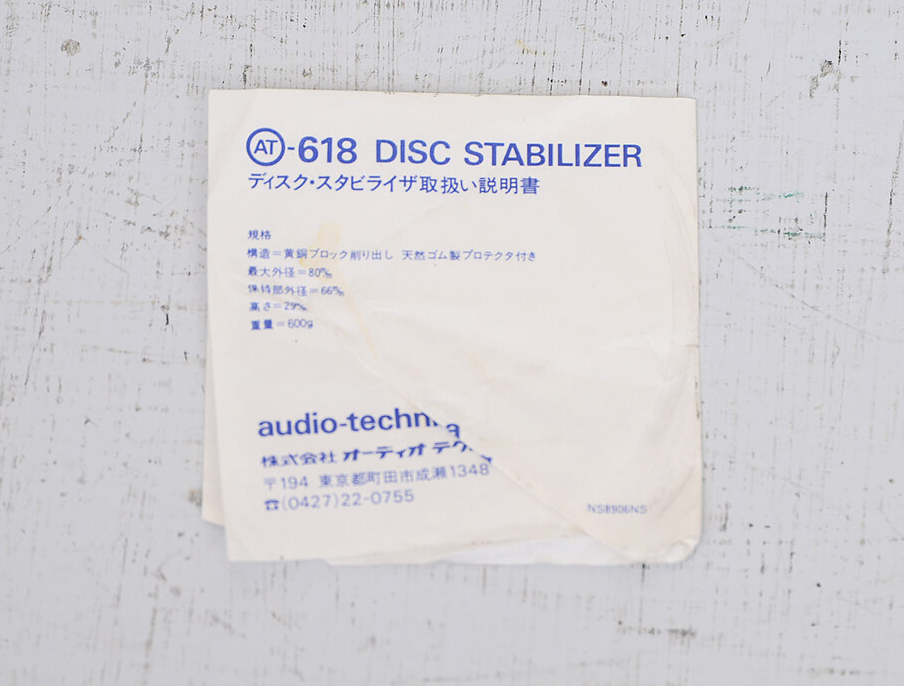 AT-618 DISC STABILIZER
ディスク・スタビライザ取扱い説明書
規格
構造=黄銅ブロック削り出し 天然ゴム製プロテクタ付き
最大外径=80㎜
保持部外径=66㎜
高さ=29㎜
重量=600g
audio-techn a
株式会社 オーディオテク
〒194 東京都町田市成瀬1348
☎(0427)22-0755
NS8906NS